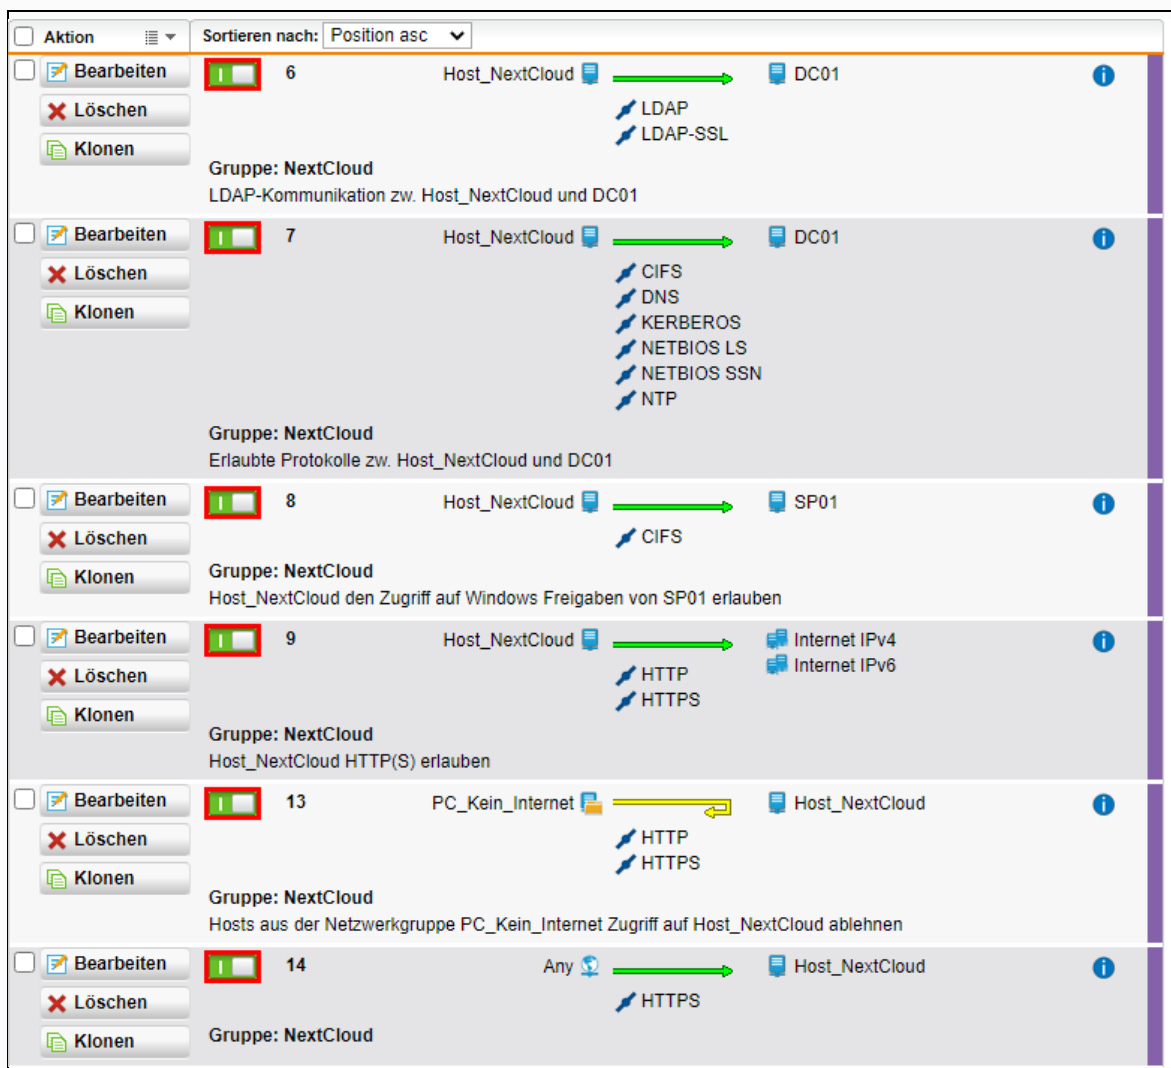 Aktion Sortieren nach: Position asc
Bearbeiten 6 Host_NextCloud DC01
Löschen LDAP
LDAP-SSL
Klonen
Gruppe: NextCloud
LDAP-Kommunikation zw. Host_NextCloud und DC01
Bearbeiten 7 Host_NextCloud DC01
Löschen CIFS
DNS
Klonen KERBEROS
NETBIOS LS
NETBIOS SSN
NTP
Gruppe: NextCloud
Erlaubte Protokolle zw. Host_NextCloud und DC01
Bearbeiten 8 Host_NextCloud SP01
Löschen CIFS
Klonen Gruppe: NextCloud
Host_NextCloud den Zugriff auf Windows Freigaben von SP01 erlauben
Bearbeiten 9 Host_NextCloud Internet IPv4
Internet IPv6
Löschen HTTP
HTTPS
Klonen
Gruppe: NextCloud
Host_NextCloud HTTP(S) erlauben
Bearbeiten 13 PC_Kein_Internet Host_NextCloud
Löschen HTTP
HTTPS
Klonen
Gruppe: NextCloud
Hosts aus der Netzwerkgruppe PC_Kein_Internet Zugriff auf Host_NextCloud ablehnen
Bearbeiten 14 Any Host_NextCloud
Löschen HTTPS
Klonen Gruppe: NextCloud